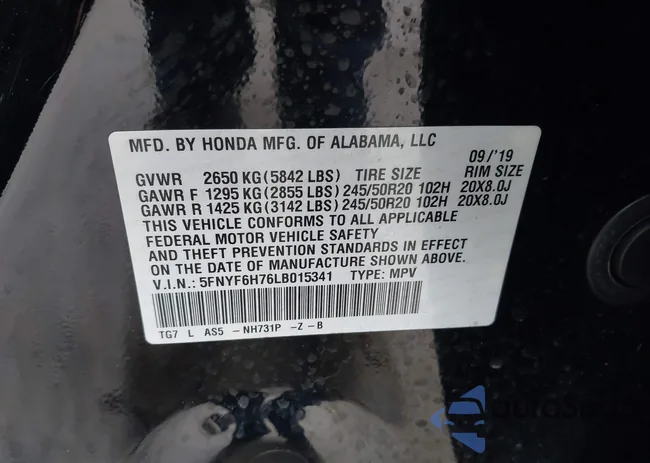 MFD. BY HONDA MFG. OF ALABAMA, LLC 09/'19
GVWR 2650 KG(5842 LBS) TIRE SIZE RIM SIZE
GAWR F 1295 KG(2855 LBS) 245/50R20 102H 20X8.0J
GAWR R 1425 KG(3142 LBS) 245/50R20 102H 20X8.0J
THIS VEHICLE CONFORMS TO ALL APPLICABLE
FEDERAL MOTOR VEHICLE SAFETY
AND THEFT PREVENTION STANDARDS IN EFFECT
ON THE DATE OF MANUFACTURE SHOWN ABOVE.
V.I.N.: 5FNYF6H76LB015341 TYPE: MPV
TG7 L AS5 -NH731P -Z -B